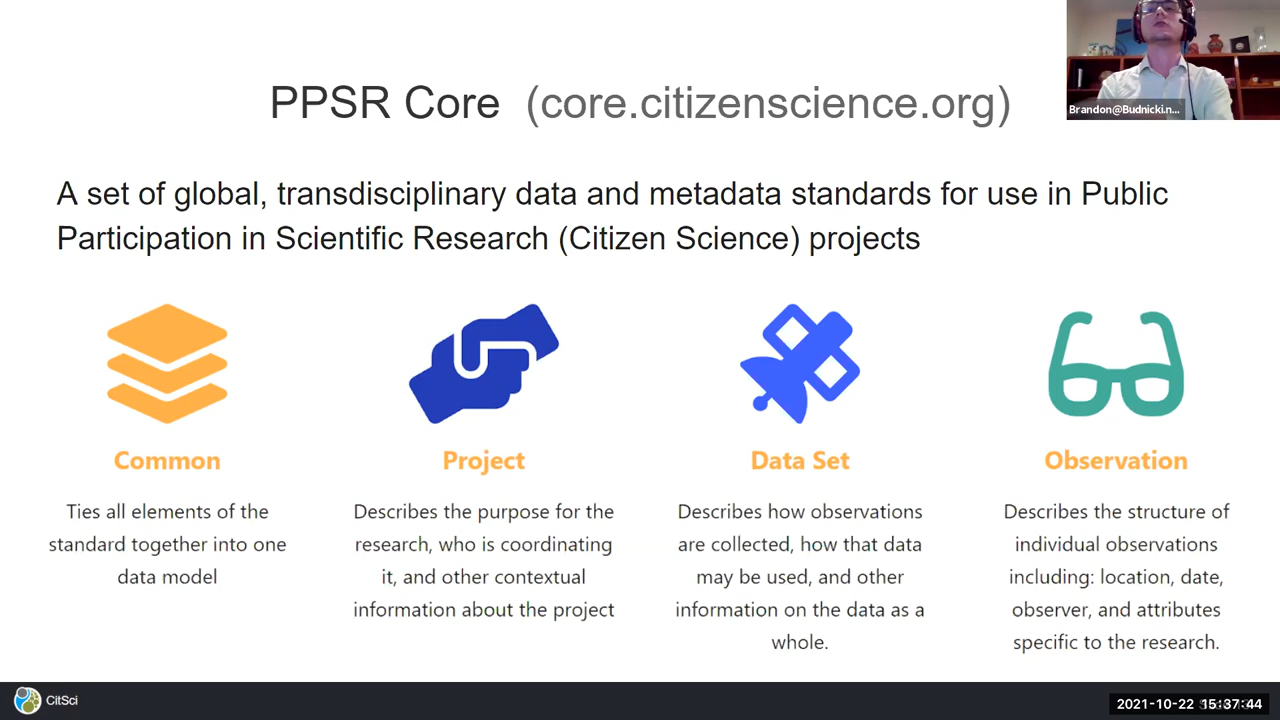 PPSR Core (core.citizenscience.org)
Brandon@Budnicki.n...
A set of global, transdisciplinary data and metadata standards for use in Public
Participation in Scientific Research (Citizen Science) projects
Common
Ties all elements of the
standard together into one
data model
Project
Describes the purpose for the
research, who is coordinating
it, and other contextual
information about the project
Data Set
Describes how observations
are collected, how that data
may be used, and other
information on the data as a
whole.
Observation
Describes the structure of
individual observations
including: location, date,
observer, and attributes
specific to the research.
CitSci
2021-10-22 15:37:44